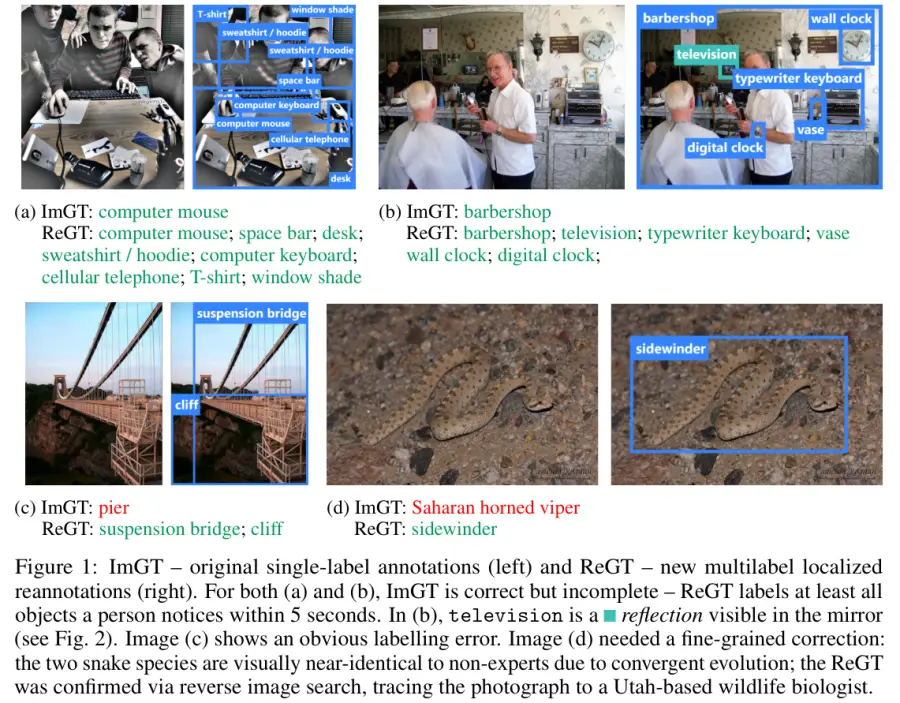 T-shirt
window shade
sweatshirt / hoodie
sweatshirt / hoodie
space bar
computer keyboard
computer mouse
cellular telephone
desk
barbershop
wall clock
television
typewriter keyboard
vase
digital clock
(a) ImGT: computer mouse
ReGT: computer mouse; space bar; desk;
sweatshirt / hoodie; computer keyboard;
cellular telephone; T-shirt; window shade
(b) ImGT: barbershop
ReGT: barbershop; television; typewriter keyboard; vase
wall clock; digital clock;
suspension bridge
cliff
sidewinder
(c) ImGT: pier
ReGT: suspension bridge; cliff
(d) ImGT: Saharan horned viper
ReGT: sidewinder
Figure 1: ImGT – original single-label annotations (left) and ReGT – new multilabel localized
reannotations (right). For both (a) and (b), ImGT is correct but incomplete – ReGT labels at least all
objects a person notices within 5 seconds. In (b), television is a reflection visible in the mirror
(see Fig. 2). Image (c) shows an obvious labelling error. Image (d) needed a fine-grained correction:
the two snake species are visually near-identical to non-experts due to convergent evolution; the ReGT
was confirmed via reverse image search, tracing the photograph to a Utah-based wildlife biologist.